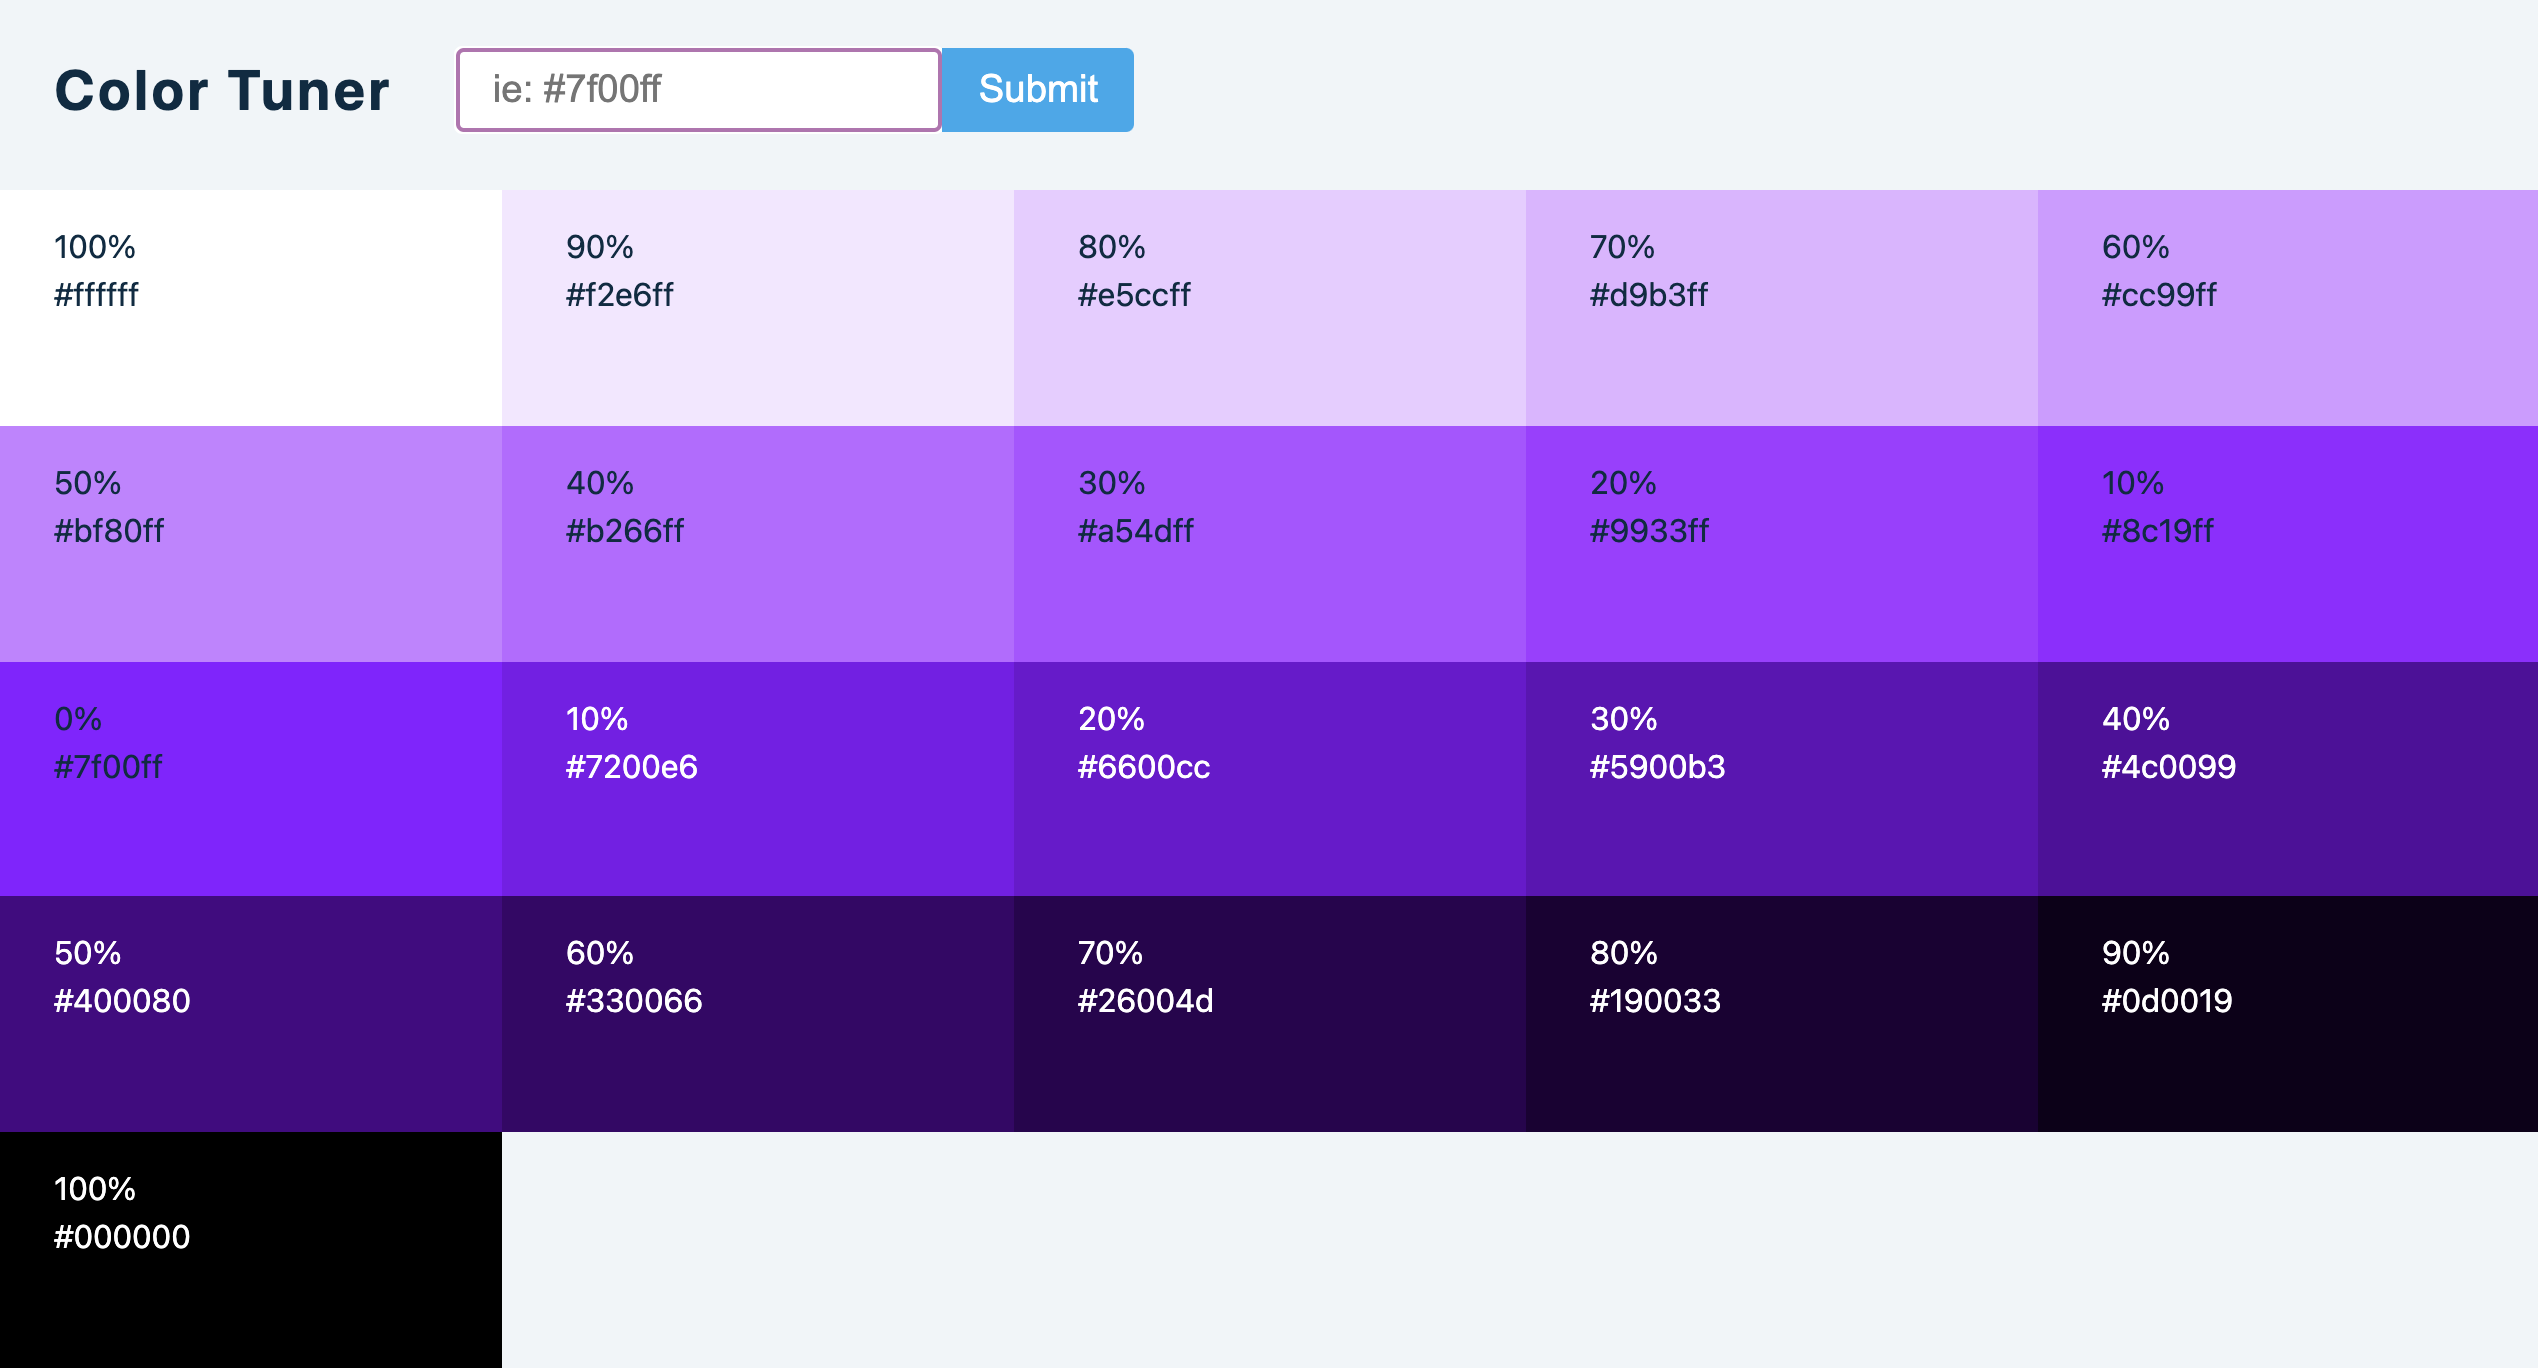 Color Tuner
ie: #7f00ff
Submit
100%
#ffffff
90%
#f2e6ff
80%
#e5ccff
70%
#d9b3ff
60%
#cc99ff
50%
#bf80ff
40%
#b266ff
30%
#a54dff
20%
#9933ff
10%
#8c19ff
0%
#7f00ff
10%
#7200e6
20%
#6600cc
30%
#5900b3
40%
#4c0099
50%
#400080
60%
#330066
70%
#26004d
80%
#190033
90%
#0d0019
100%
#000000